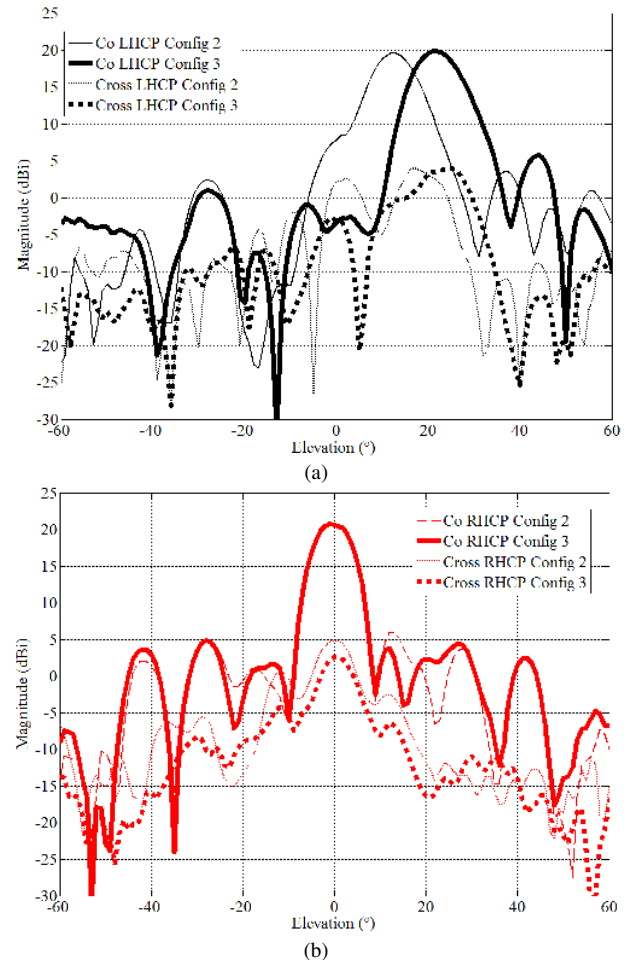 25
20
15
10
5
0
-5
-10
-15
-20
-25
-30
Magnitude (dBi)
Co LHCP Config 2
Co LHCP Config 3
Cross LHCP Config 2
Cross LHCP Config 3
-60 -40 -20 0 20 40 60
Elevation (°)
(a)
25
20
15
10
5
0
-5
-10
-15
-20
-25
-30
Magnitude (dBi)
Co RHCP Config 2
Co RHCP Config 3
Cross RHCP Config 2
Cross RHCP Config 3
-60 -40 -20 0 20 40 60
Elevation (°)
(b)